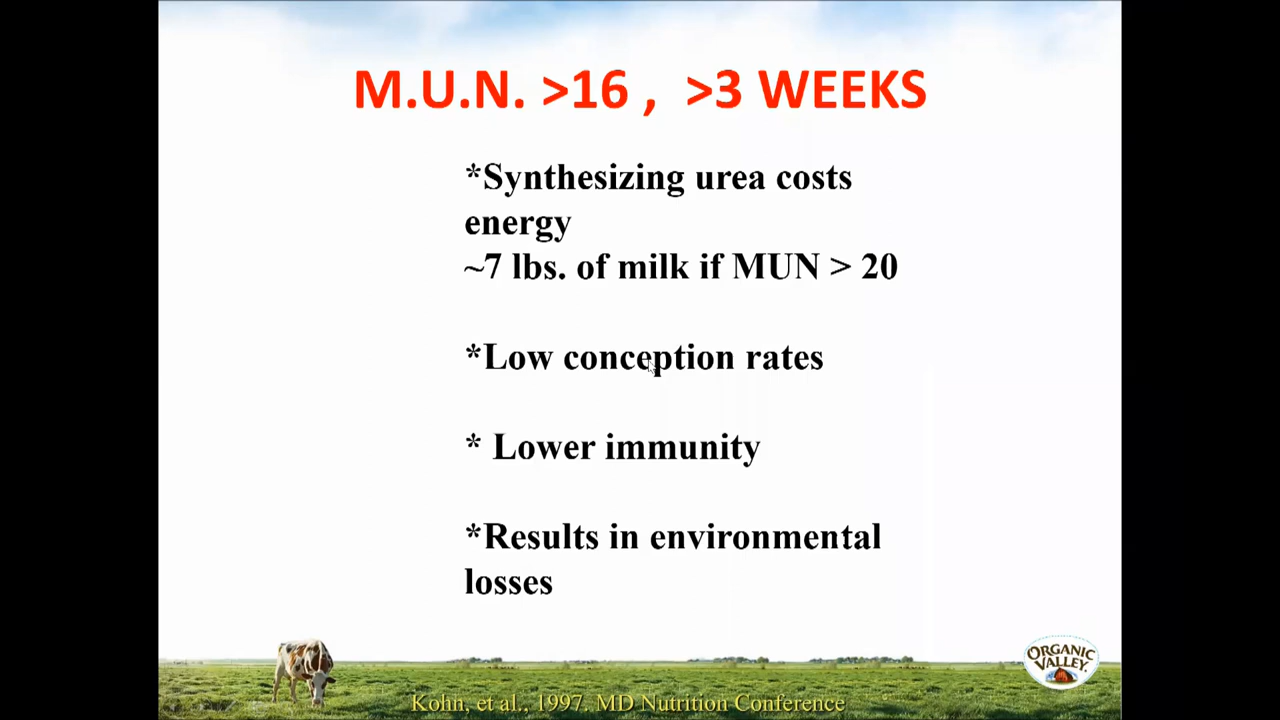 M.U.N. >16 , >3 WEEKS
*Synthesizing urea costs
energy
~7 lbs. of milk if MUN > 20
*Low conception rates
* Lower immunity
*Results in environmental
losses
ORGANIC
VALLEY
Kohn, et al., 1997. MD Nutrition Conference